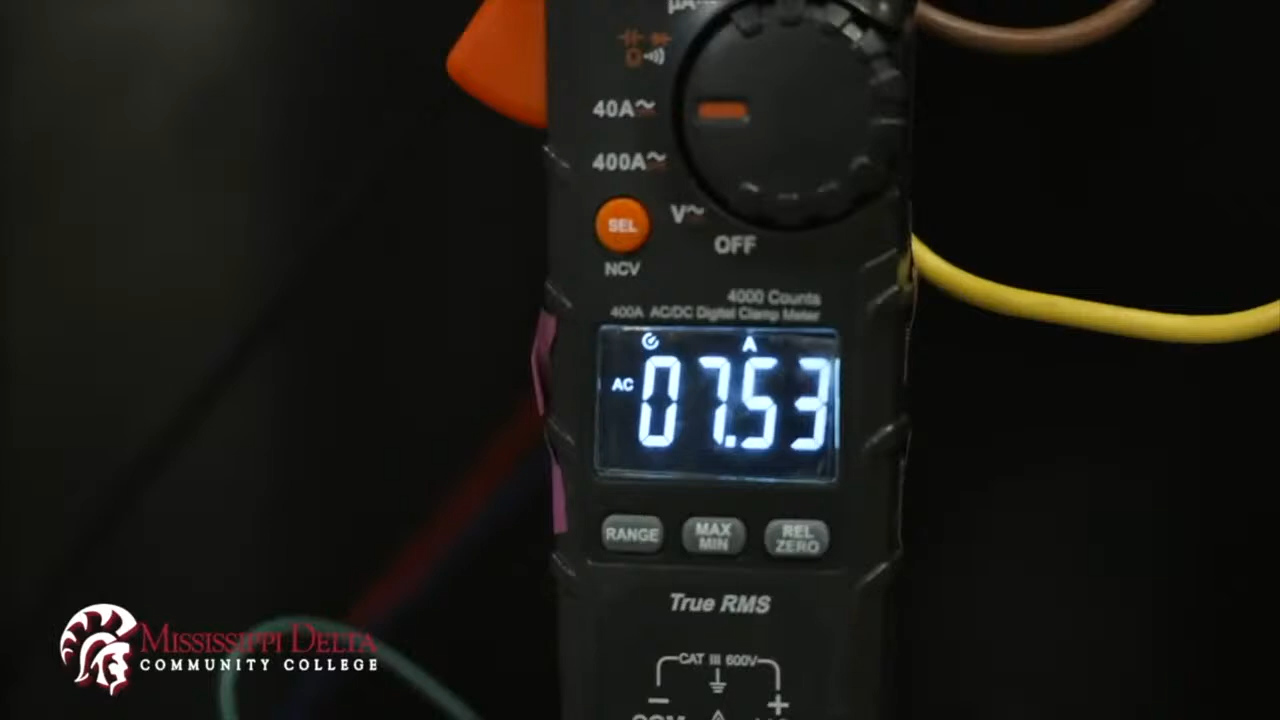 µA
40A
400A
SEL
V
OFF
NCV
4000 Counts
400A AC/DC Digital Clamp Meter
A
AC
07.53
RANGE
MAX
MIN
REL
ZERO
True RMS
MISSISSIPPI DELTA
COMMUNITY COLLEGE
CAT III 600V
− +
COM